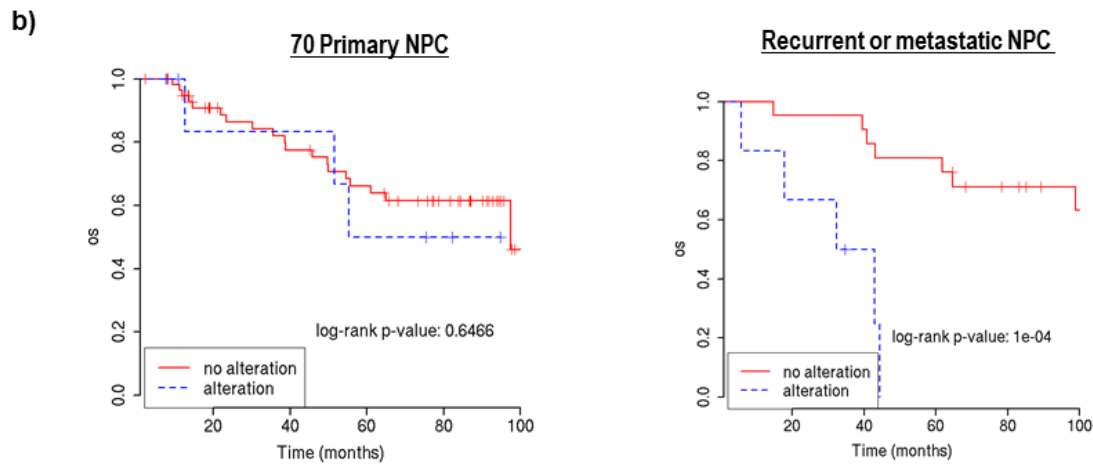 b)
70 Primary NPC
1.0
0.8
0.6
0.4
0.2
0.0
os
log-rank p-value: 0.6466
no alteration
alteration
20 40 60 80 100
Time (months)
Recurrent or metastatic NPC
1.0
0.8
0.6
0.4
0.2
0.0
os
log-rank p-value: 1e-04
no alteration
alteration
20 40 60 80 100
Time (months)